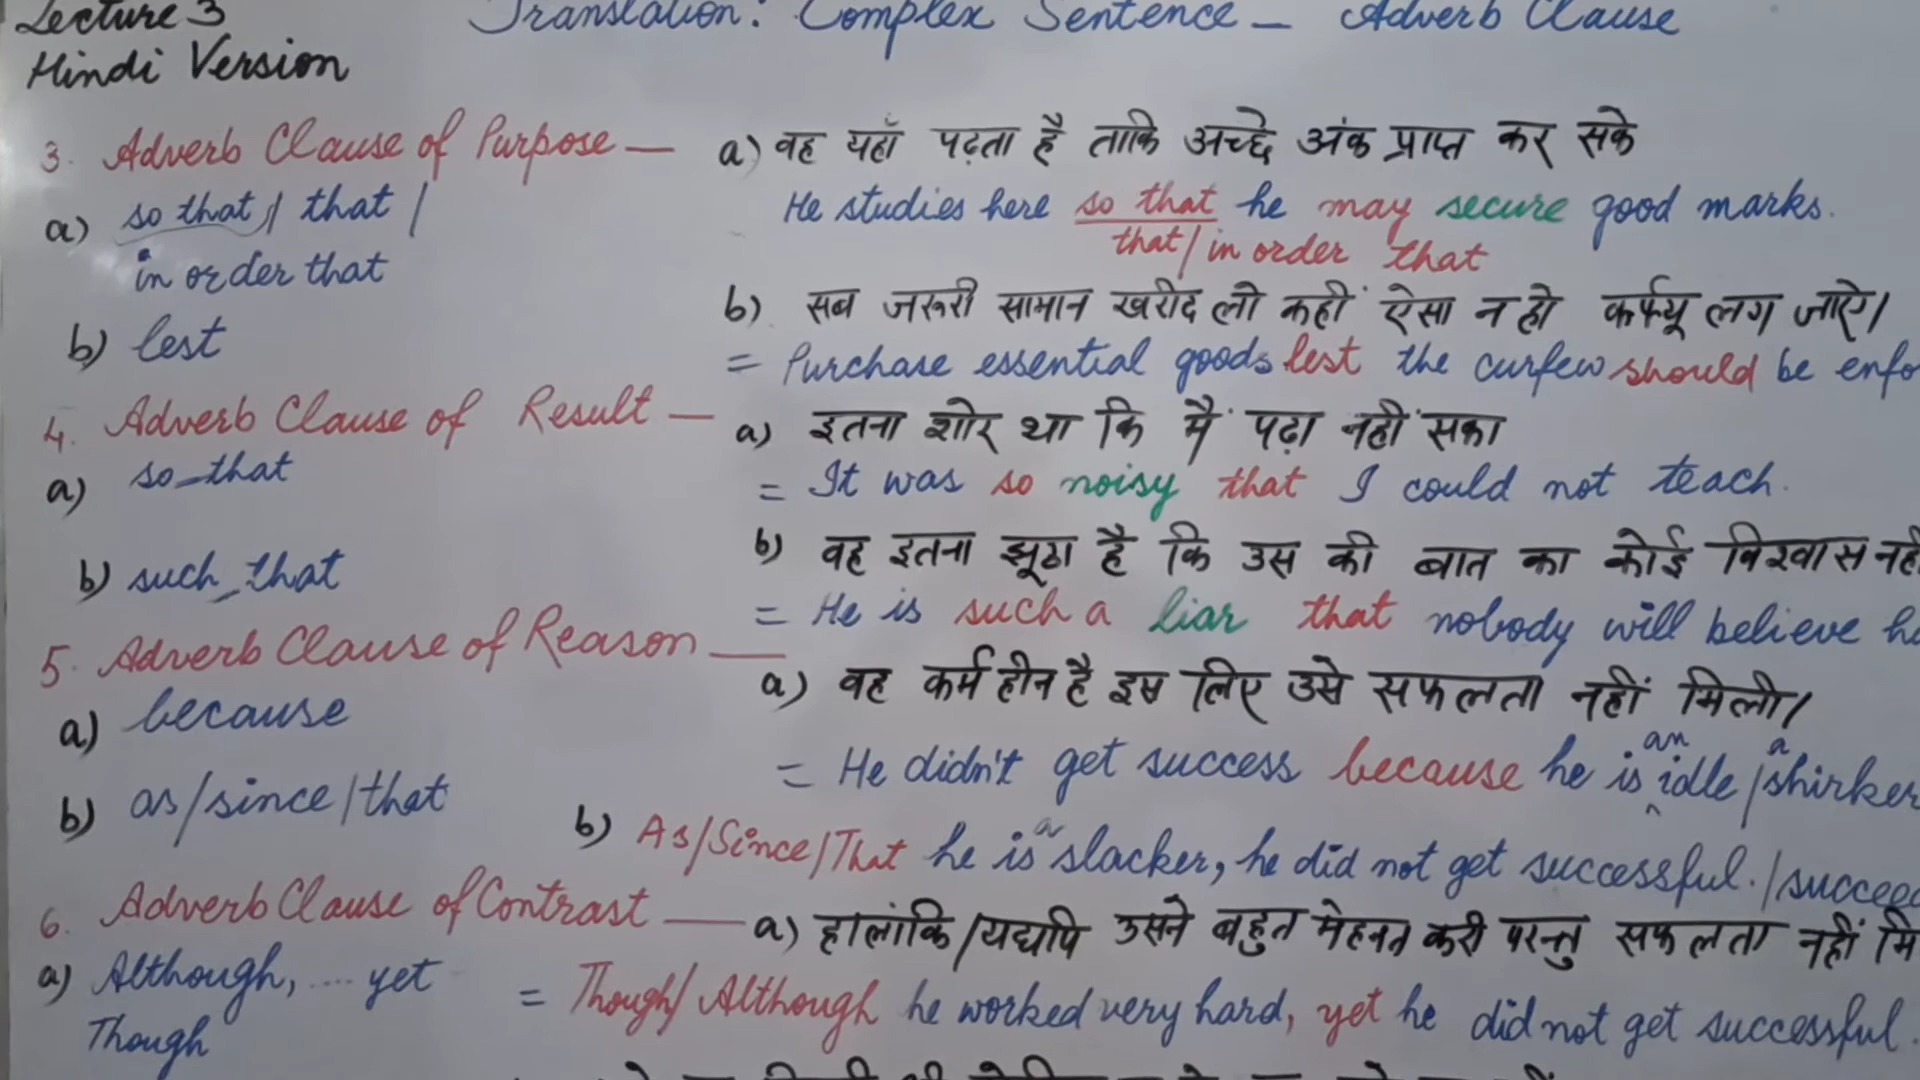 Lecture 3
Translation: Complex Sentence - Adverb Clause
Hindi Version
3. Adverb Clause of Purpose — a) वह यहाँ पढ़ता है ताकि अच्छे अंक प्राप्त कर सके
a) so that / that /
He studies here so that he may secure good marks.
that / in order that
in order that
b) सब जरूरी सामान खरीद लो कहीं ऐसा न हो कर्फ्यू लग जाऐ।
b) lest
= Purchase essential goods lest the curfew should be enfo
4. Adverb Clause of Result — a) इतना शोर था कि मैं पढ़ा नहीं सका
a) so_that
= It was so noisy that I could not teach.
b) वह इतना झूठा है कि उस की बात का कोई विश्वास नहीं
b) such_that
= He is such a liar that nobody will believe h
5. Adverb Clause of Reason — a) वह कर्म हीन है इस लिए उसे सफलता नहीं मिली।
a) because
= He didn't get success because he is an idle / a shirker
b) as/since/that
b) As/Since/That he is a slacker, he did not get successful. / succeed
6. Adverb Clause of Contrast — a) हालांकि/यद्यपि उसने बहुत मेहनत करी परन्तु सफलता नहीं मि
a) Although, .... yet
= Though/Although he worked very hard, yet he did not get successful.
Though